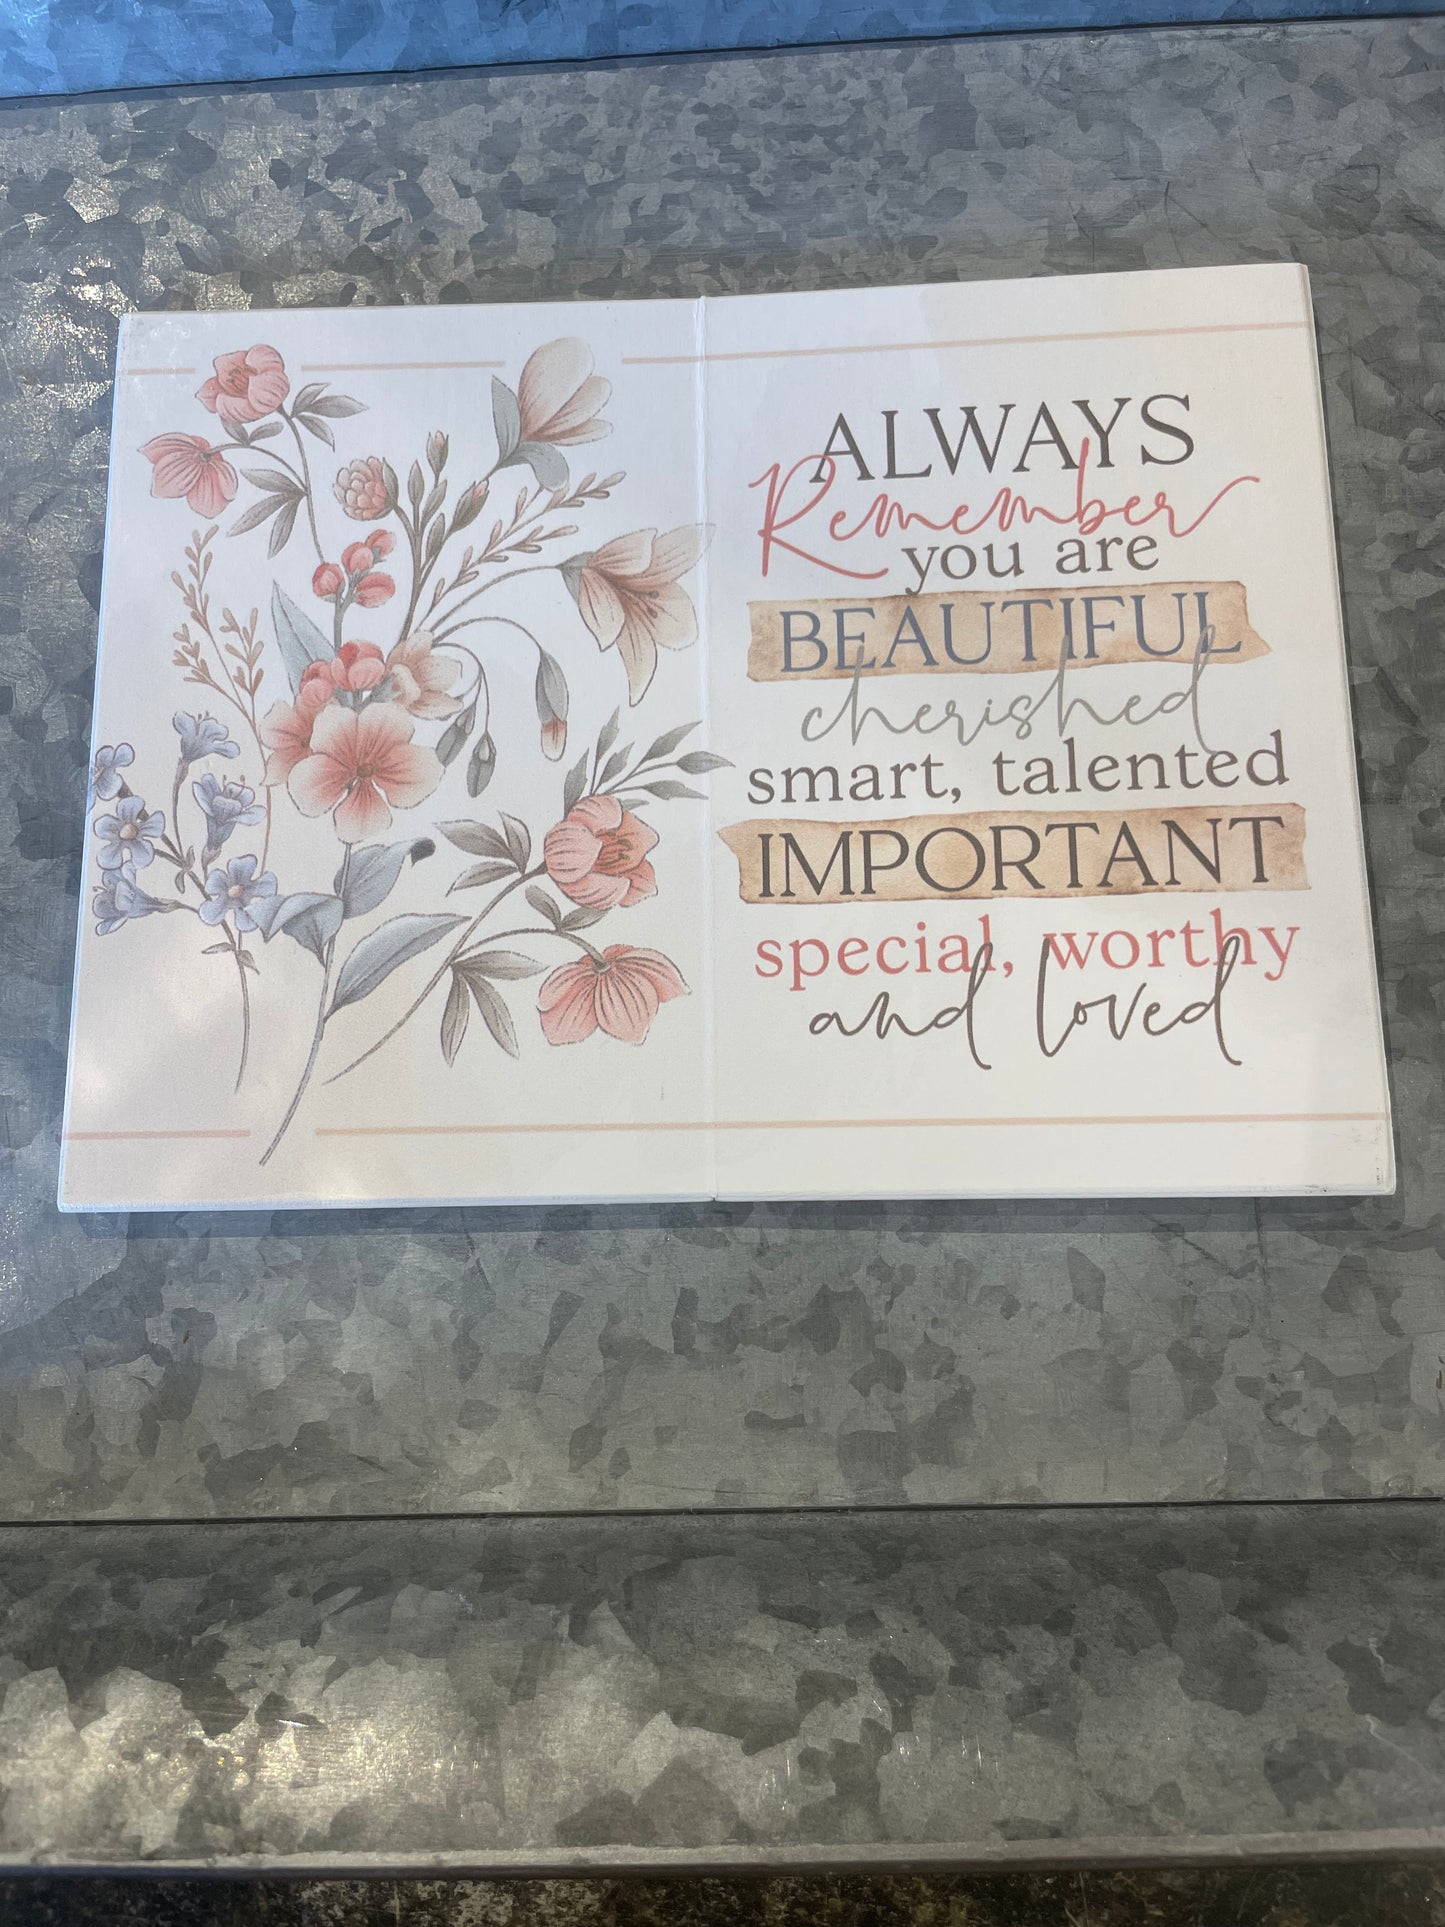 ALWAYS
Remember
you are
BEAUTIFUL
cherished
smart, talented
IMPORTANT
special, worthy
and loved